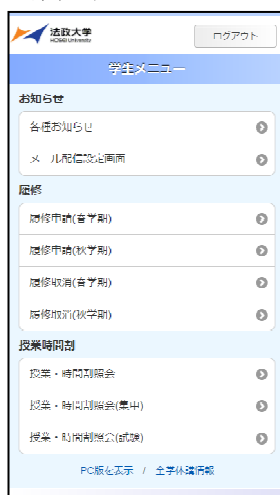 法政大学
HOSEI University
ログアウト
学生メニュー
お知らせ
各種お知らせ
メール配信設定画面
履修
履修申請(春学期)
履修申請(秋学期)
履修取消(春学期)
履修取消(秋学期)
授業時間割
授業・時間割照会
授業・時間割照会(集中)
授業・時間割照会(試験)
PC版を表示 / 全学休講情報